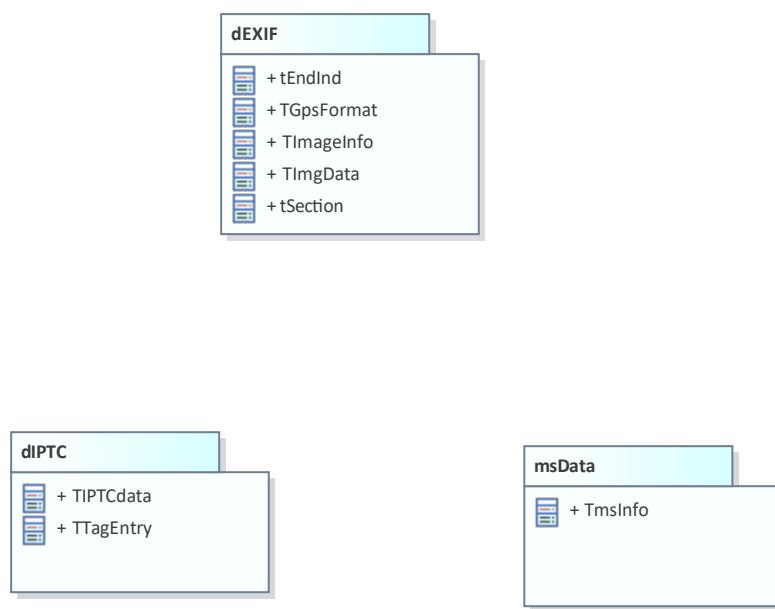 dEXIF
+ tEndInd
+ TGpsFormat
+ TImageInfo
+ TImgData
+ tSection
dIPTC
+ TIPTCdata
+ TTagEntry
msData
+ TmsInfo